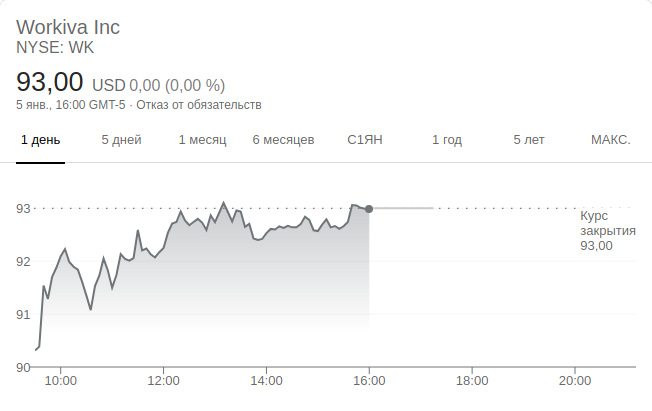 Workiva Inc
NYSE: WK
93,00 USD 0,00 (0,00 %)
5 янв., 16:00 GMT-5 · Отказ от обязательств
1 день 5 дней 1 месяц 6 месяцев С1ЯН 1 год 5 лет МАКС.
93
Курс
закрытия
93,00
92
91
90
10:00 12:00 14:00 16:00 18:00 20:00